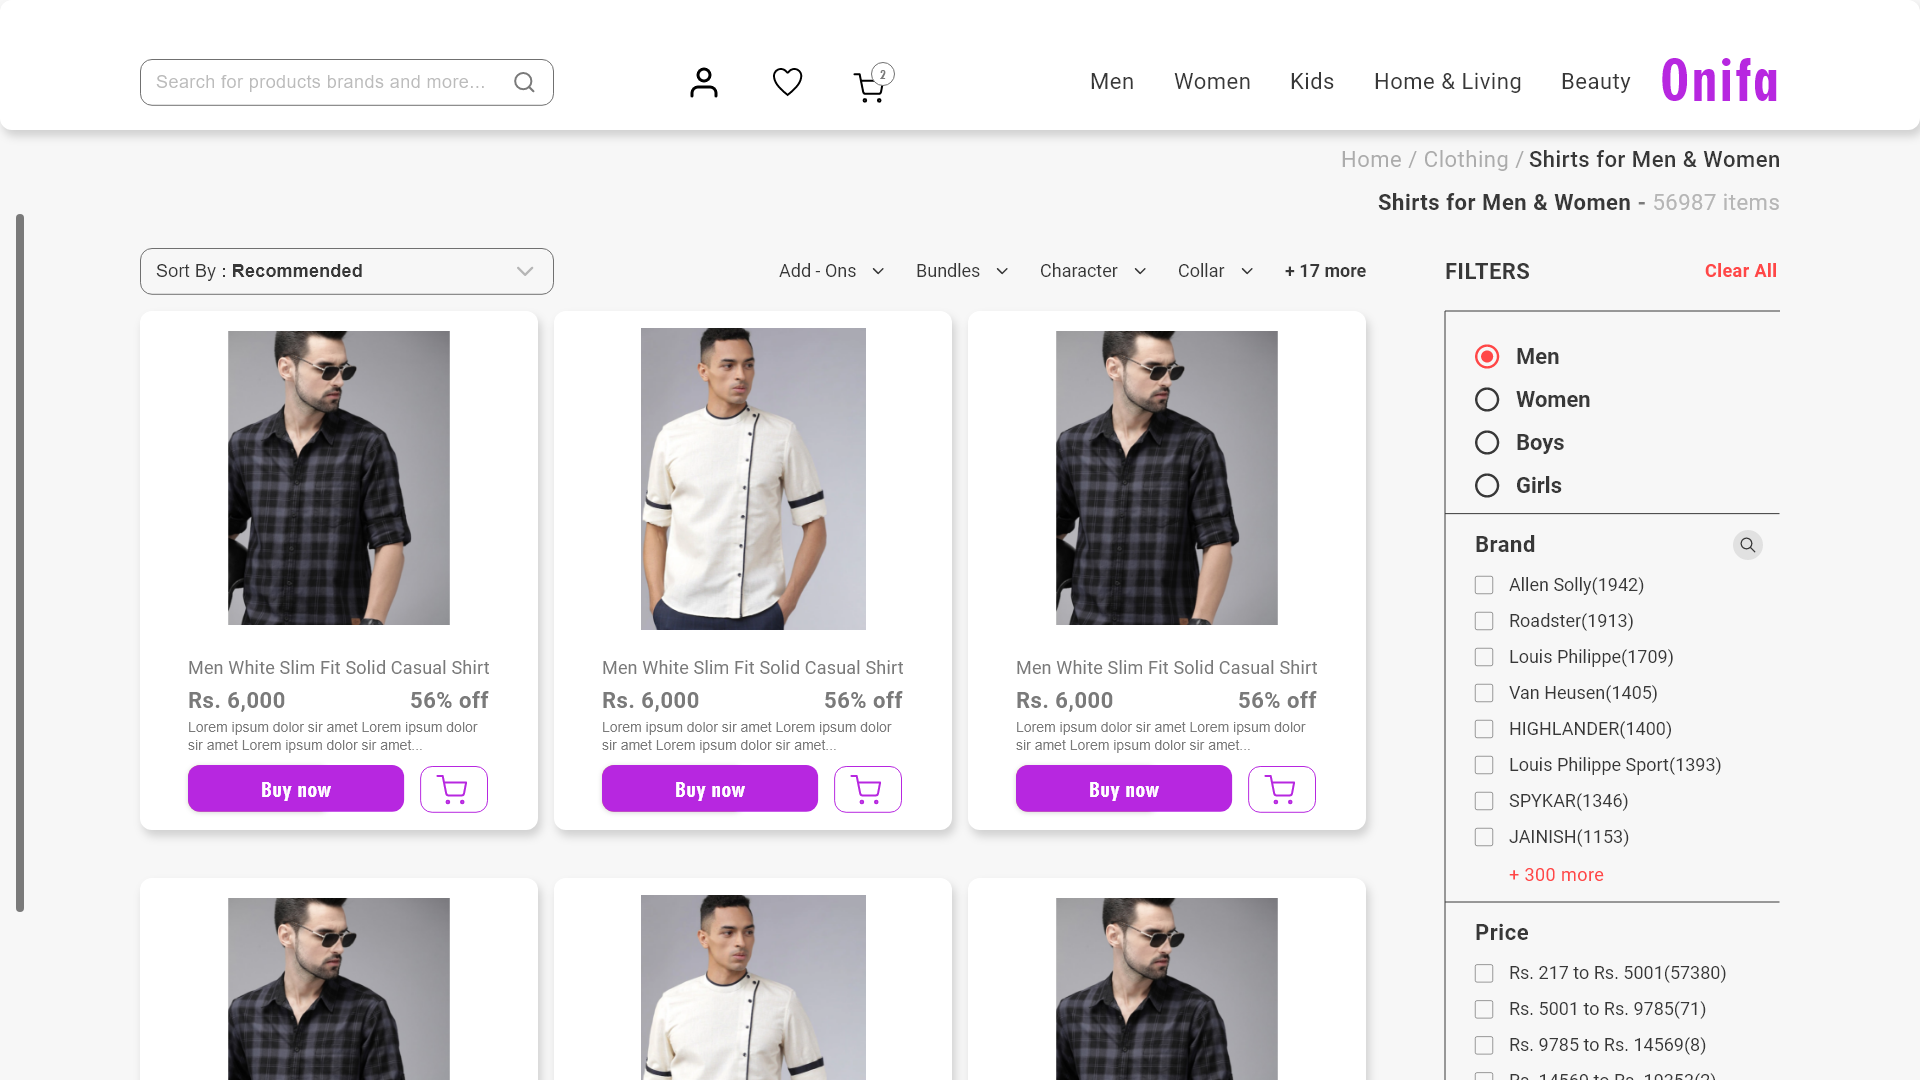 Search for products brands and more...
2
Men
Women
Kids
Home & Living
Beauty
Onifa
Home / Clothing / Shirts for Men & Women
Shirts for Men & Women - 56987 items
Sort By : Recommended
Add - Ons
Bundles
Character
Collar
+ 17 more
FILTERS
Clear All
Men White Slim Fit Solid Casual Shirt
Rs. 6,000
56% off
Lorem ipsum dolor sir amet Lorem ipsum dolor
sir amet Lorem ipsum dolor sir amet...
Buy now
Men White Slim Fit Solid Casual Shirt
Rs. 6,000
56% off
Lorem ipsum dolor sir amet Lorem ipsum dolor
sir amet Lorem ipsum dolor sir amet...
Buy now
Men White Slim Fit Solid Casual Shirt
Rs. 6,000
56% off
Lorem ipsum dolor sir amet Lorem ipsum dolor
sir amet Lorem ipsum dolor sir amet...
Buy now
Men
Women
Boys
Girls
Brand
Allen Solly(1942)
Roadster(1913)
Louis Philippe(1709)
Van Heusen(1405)
HIGHLANDER(1400)
Louis Philippe Sport(1393)
SPYKAR(1346)
JAINISH(1153)
+ 300 more
Price
Rs. 217 to Rs. 5001(57380)
Rs. 5001 to Rs. 9785(71)
Rs. 9785 to Rs. 14569(8)